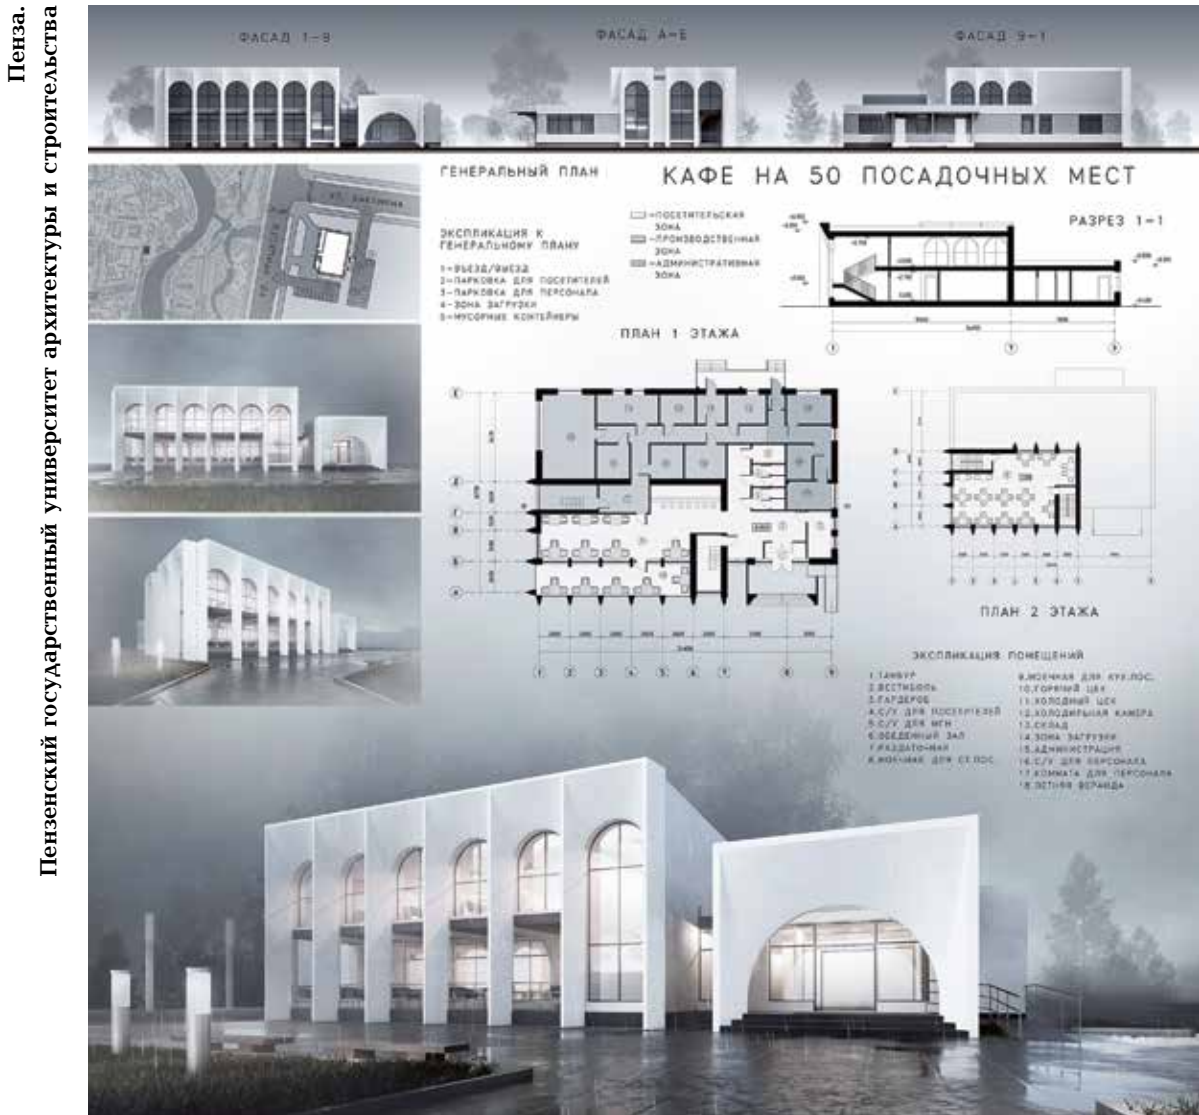 Пенза.
Пензенский государственный университет архитектуры и строительства
ФАСАД 1-9
ФАСАД А-Е
ФАСАД 9-1
ГЕНЕРАЛЬНЫЙ ПЛАН
КАФЕ НА 50 ПОСАДОЧНЫХ МЕСТ
ЭКСПЛИКАЦИЯ К
ГЕНЕРАЛЬНОМУ ПЛАНУ
1-ВЪЕЗД/ВЫЕЗД
2-ПАРКОВКА ДЛЯ ПОСЕТИТЕЛЕЙ
3-ПАРКОВКА ДЛЯ ПЕРСОНАЛА
4-ЗОНА ЗАГРУЗКИ
5-МУСОРНЫЕ КОНТЕЙНЕРЫ
-ПОСЕТИТЕЛЬСКАЯ
ЗОНА
-ПРОИЗВОДСТВЕННАЯ
ЗОНА
-АДМИНИСТРАТИВНАЯ
ЗОНА
РАЗРЕЗ 1-1
ПЛАН 1 ЭТАЖА
ПЛАН 2 ЭТАЖА
ЭКСПЛИКАЦИЯ ПОМЕЩЕНИЙ
1.ТАМБУР
2.ВЕСТИБЮЛЬ
3.ГАРДЕРОБ
4.С/У ДЛЯ ПОСЕТИТЕЛЕЙ
5.С/У ДЛЯ МГН
6.ОБЕДЕННЫЙ ЗАЛ
7.РАЗДАТОЧНАЯ
8.МОЕЧНАЯ ДЛЯ СТ.ПОС.
9.МОЕЧНАЯ ДЛЯ КУХ.ПОС.
10.ГОРЯЧИЙ ЦЕХ
11.ХОЛОДНЫЙ ЦЕХ
12.ХОЛОДИЛЬНАЯ КАМЕРА
13.СКЛАД
14.ЗОНА ЗАГРУЗКИ
15.АДМИНИСТРАЦИЯ
16.С/У ДЛЯ ПЕРСОНАЛА
17.КОМНАТА ДЛЯ ПЕРСОНАЛА
18.ЛЕТНЯЯ ВЕРАНДА